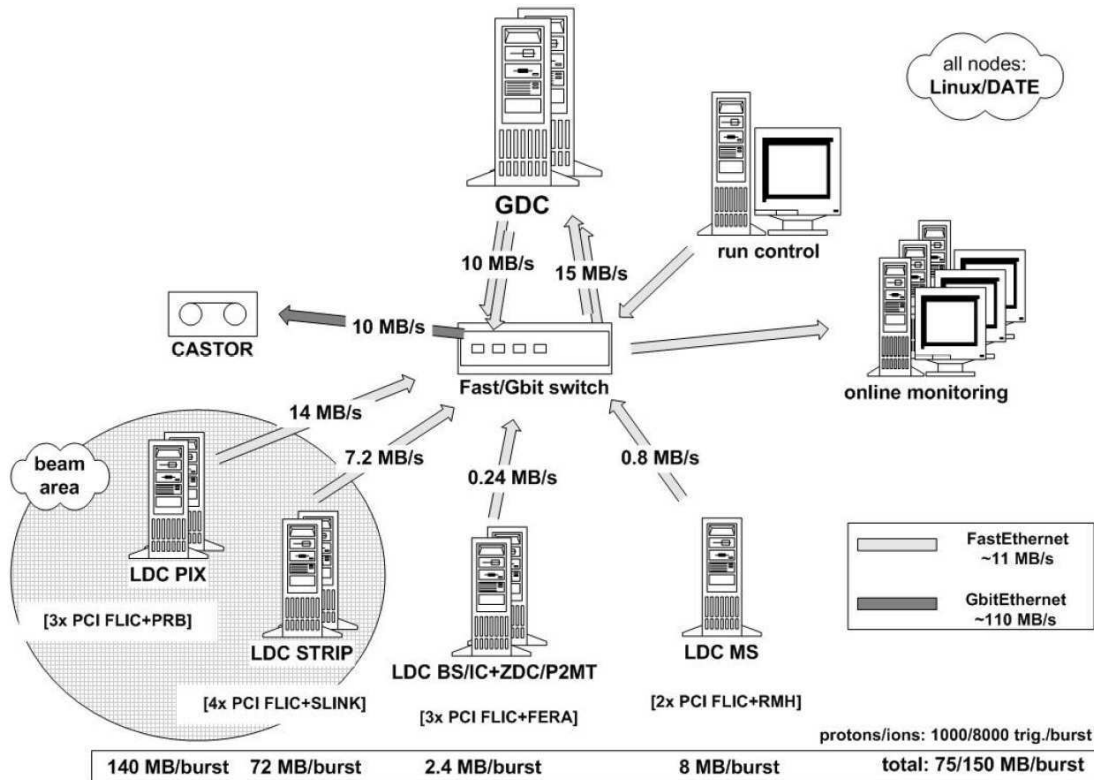 all nodes:
Linux/DATE
GDC
run control
10 MB/s
15 MB/s
CASTOR
10 MB/s
Fast/Gbit switch
online monitoring
14 MB/s
7.2 MB/s
0.24 MB/s
0.8 MB/s
beam
area
LDC PIX
[3x PCI FLIC+PRB]
LDC STRIP
[4x PCI FLIC+SLINK]
LDC BS/IC+ZDC/P2MT
[3x PCI FLIC+FERA]
LDC MS
[2x PCI FLIC+RMH]
FastEthernet
~11 MB/s
GbitEthernet
~110 MB/s
protons/ions: 1000/8000 trig./burst
140 MB/burst 72 MB/burst 2.4 MB/burst 8 MB/burst total: 75/150 MB/burst